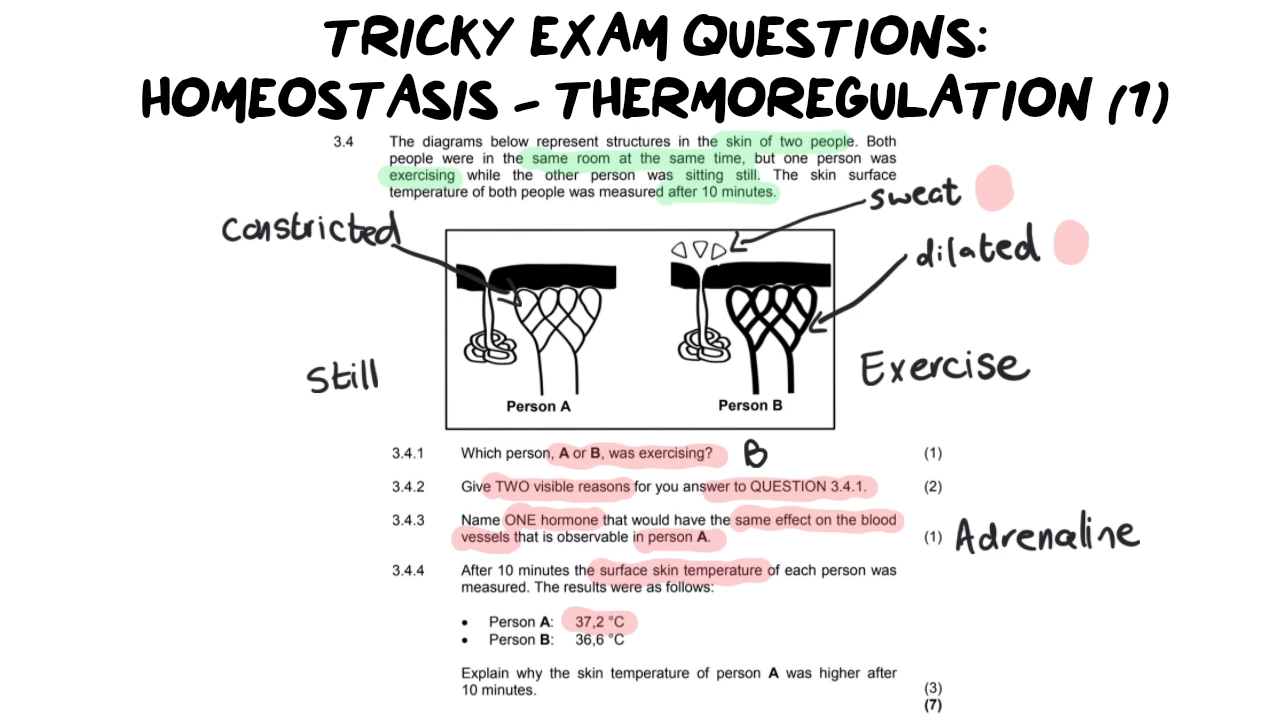 TRICKY EXAM QUESTIONS:
HOMEOSTASIS - THERMOREGULATION (1)
3.4 The diagrams below represent structures in the skin of two people. Both
people were in the same room at the same time, but one person was
exercising while the other person was sitting still. The skin surface
temperature of both people was measured after 10 minutes.
sweat
constricted
dilated
Still
Exercise
Person A Person B
3.4.1 Which person, A or B, was exercising? B (1)
3.4.2 Give TWO visible reasons for you answer to QUESTION 3.4.1. (2)
3.4.3 Name ONE hormone that would have the same effect on the blood
vessels that is observable in person A. (1) Adrenaline
3.4.4 After 10 minutes the surface skin temperature of each person was
measured. The results were as follows:
• Person A: 37,2 °C
• Person B: 36,6 °C
Explain why the skin temperature of person A was higher after
10 minutes. (3)
(7)